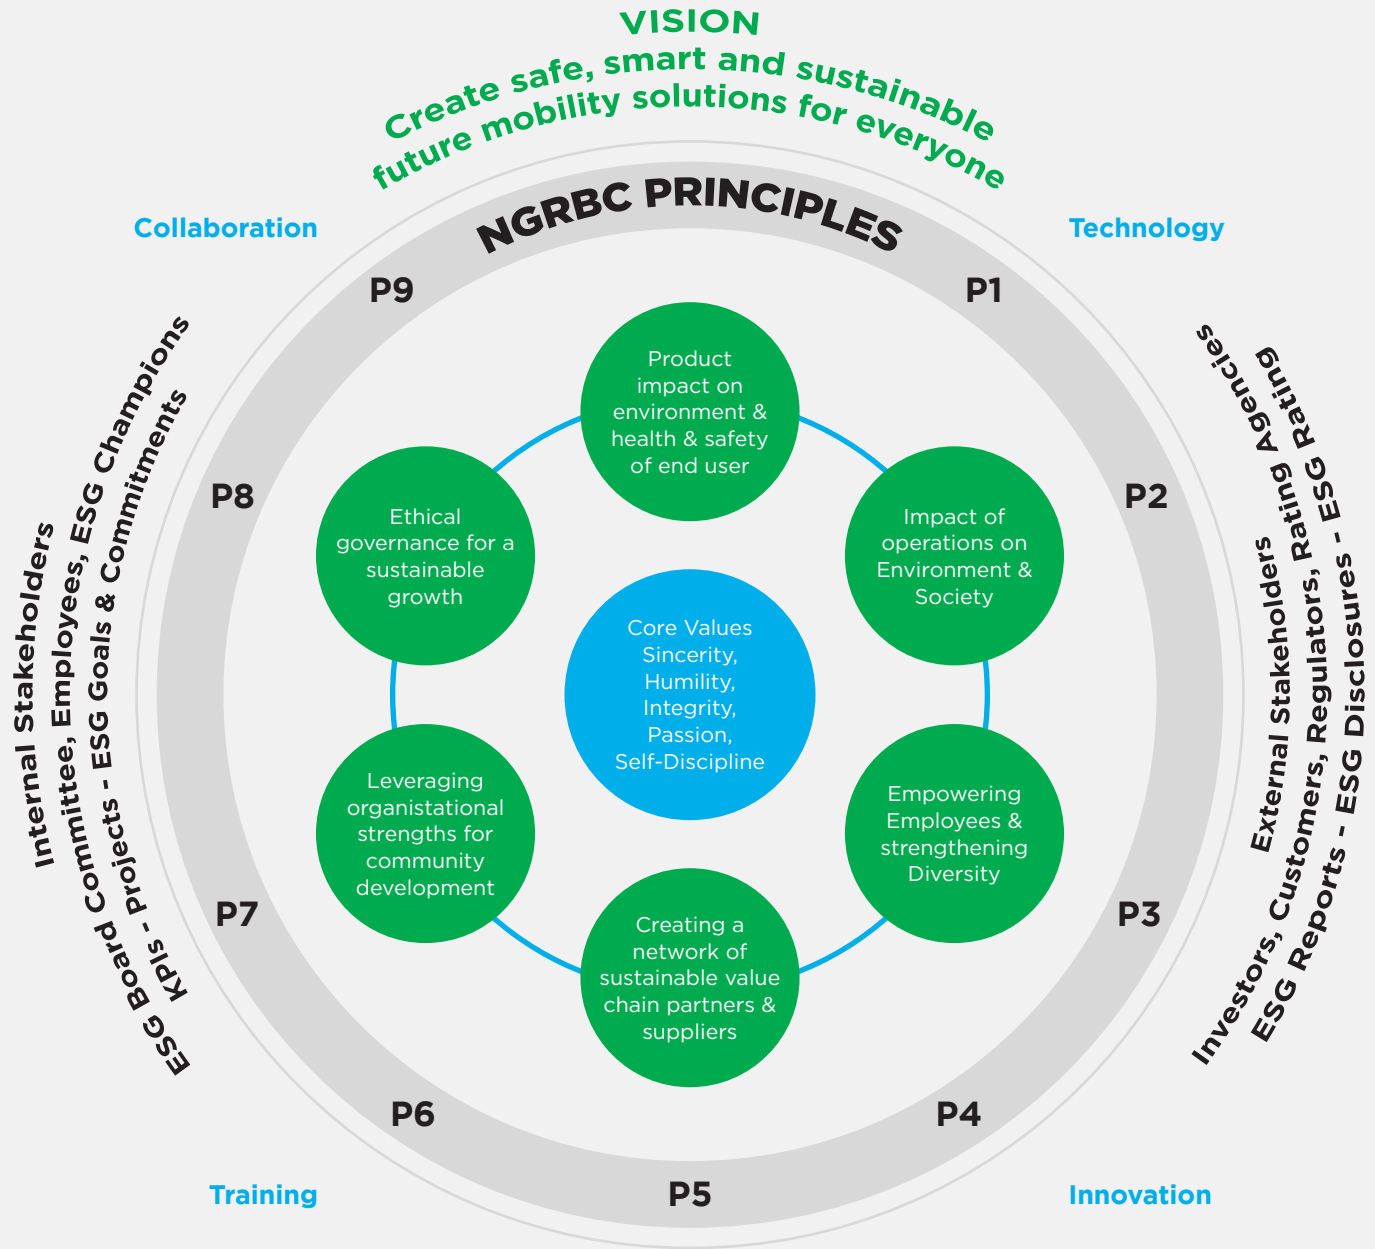 VISION
Create safe, smart and sustainable
future mobility solutions for everyone
Collaboration
Technology
NGRBC PRINCIPLES
P9
P1
P8
P2
P7
P3
P6
P4
P5
Product
impact on
environment &
health & safety
of end user
Ethical
governance for a
sustainable
growth
Impact of
operations on
Environment &
Society
Core Values
Sincerity,
Humility,
Integrity,
Passion,
Self-Discipline
Leveraging
organistational
strengths for
community
development
Empowering
Employees &
strengthening
Diversity
Creating a
network of
sustainable value
chain partners &
suppliers
Internal Stakeholders
ESG Board Committee, Employees, ESG Champions
KPIs - Projects - ESG Goals & Commitments
External Stakeholders
Investors, Customers, Regulators, Rating Agencies
ESG Reports - ESG Disclosures - ESG Rating
Training
Innovation